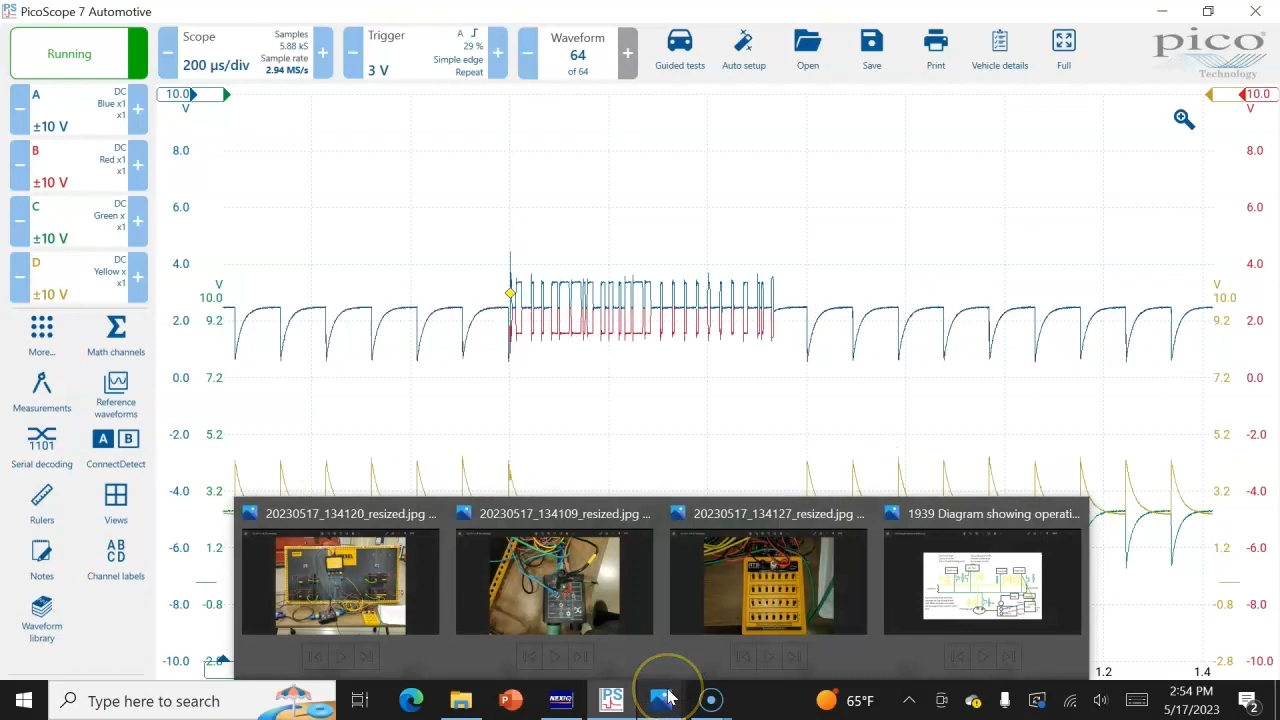 PicoScope 7 Automotive
Running
Scope
200 µs/div
Samples
5.88 kS
Sample rate
2.94 MS/s
Trigger
3 V
A
29 %
Simple edge
Repeat
Waveform
64
of 64
Guided tests
Auto setup
Open
Save
Print
Vehicle details
Full
pico
Technology
A
DC
Blue x1
x1
±10 V
B
DC
Red x1
x1
±10 V
C
DC
Green x
x1
±10 V
D
DC
Yellow x
x1
±10 V
More...
Math channels
Measurements
Reference
waveforms
1101
Serial decoding
A B
ConnectDetect
Rulers
Views
Notes
AB
CD
Channel labels
Waveform
library
10.0
V
8.0
6.0
4.0
2.0
0.0
-2.0
-4.0
-6.0
-8.0
-10.0
V
10.0
9.2
7.2
5.2
3.2
1.2
-0.8
-2.8
V
10.0
9.2
7.2
5.2
3.2
1.2
-0.8
-2.8
10.0
V
8.0
6.0
4.0
2.0
0.0
-2.0
-4.0
-6.0
-8.0
-10.0
1.2
1.4
20230517_134120_resized.jpg ...
20230517_134109_resized.jpg ...
20230517_134127_resized.jpg ...
1939 Diagram showing operati...
Type here to search
65°F
2:54 PM
5/17/2023
2